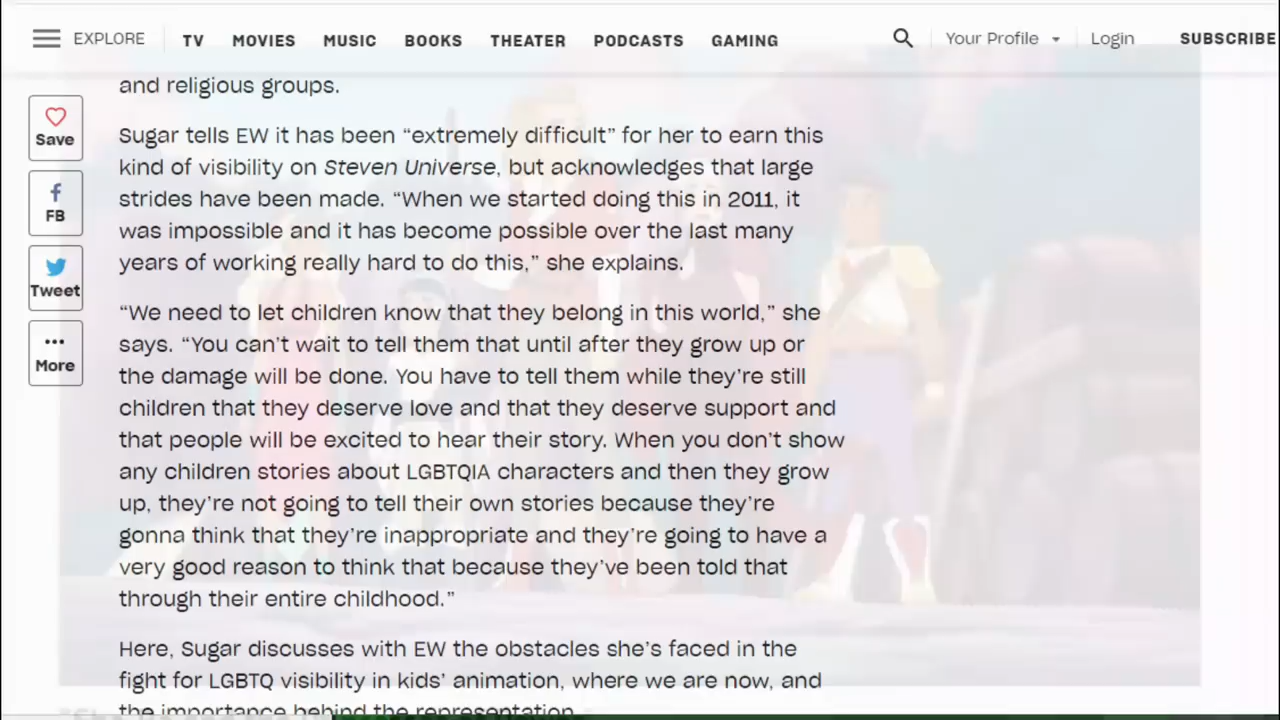 EXPLORE TV MOVIES MUSIC BOOKS THEATER PODCASTS GAMING Your Profile Login SUBSCRIBE
Save
FB
Tweet
More
and religious groups.
Sugar tells EW it has been “extremely difficult” for her to earn this
kind of visibility on Steven Universe, but acknowledges that large
strides have been made. “When we started doing this in 2011, it
was impossible and it has become possible over the last many
years of working really hard to do this,” she explains.
“We need to let children know that they belong in this world,” she
says. “You can’t wait to tell them that until after they grow up or
the damage will be done. You have to tell them while they’re still
children that they deserve love and that they deserve support and
that people will be excited to hear their story. When you don’t show
any children stories about LGBTQIA characters and then they grow
up, they’re not going to tell their own stories because they’re
gonna think that they’re inappropriate and they’re going to have a
very good reason to think that because they’ve been told that
through their entire childhood.”
Here, Sugar discusses with EW the obstacles she’s faced in the
fight for LGBTQ visibility in kids’ animation, where we are now, and
the importance behind the representation.